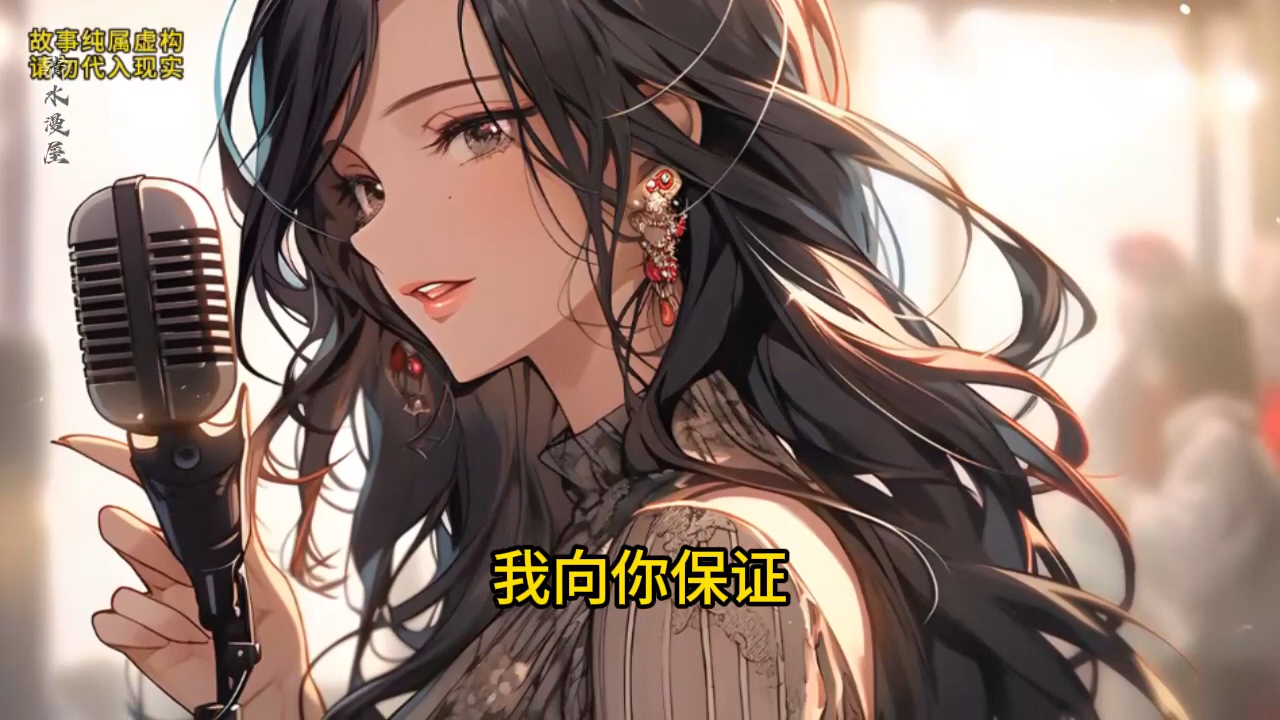 故事纯属虚构
请勿代入现实
水漫屋
我向你保证